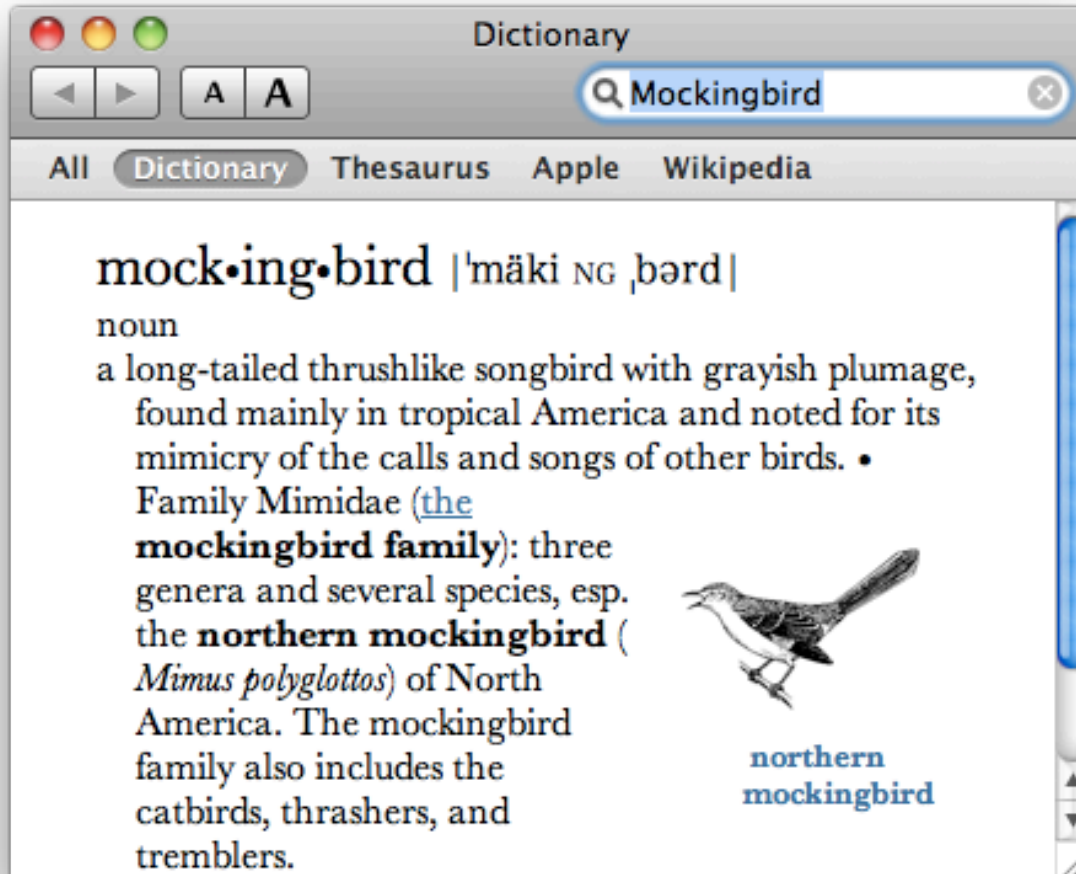 Dictionary
A A
Mockingbird
All Dictionary Thesaurus Apple Wikipedia
mock•ing•bird |ˈmäki NG ˌbərd|
noun
a long-tailed thrushlike songbird with grayish plumage,
found mainly in tropical America and noted for its
mimicry of the calls and songs of other birds. •
Family Mimidae (the
mockingbird family): three
genera and several species, esp.
the northern mockingbird (
Mimus polyglottos) of North
America. The mockingbird
family also includes the
catbirds, thrashers, and
tremblers.
northern
mockingbird